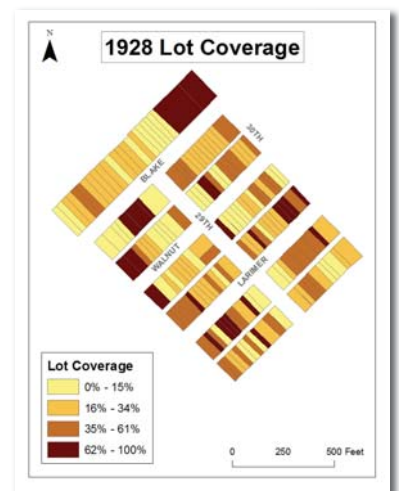 N
1928 Lot Coverage
30TH
BLAKE
29TH
WALNUT
LARIMER
Lot Coverage
0% - 15%
16% - 34%
35% - 61%
62% - 100%
0 250 500 Feet